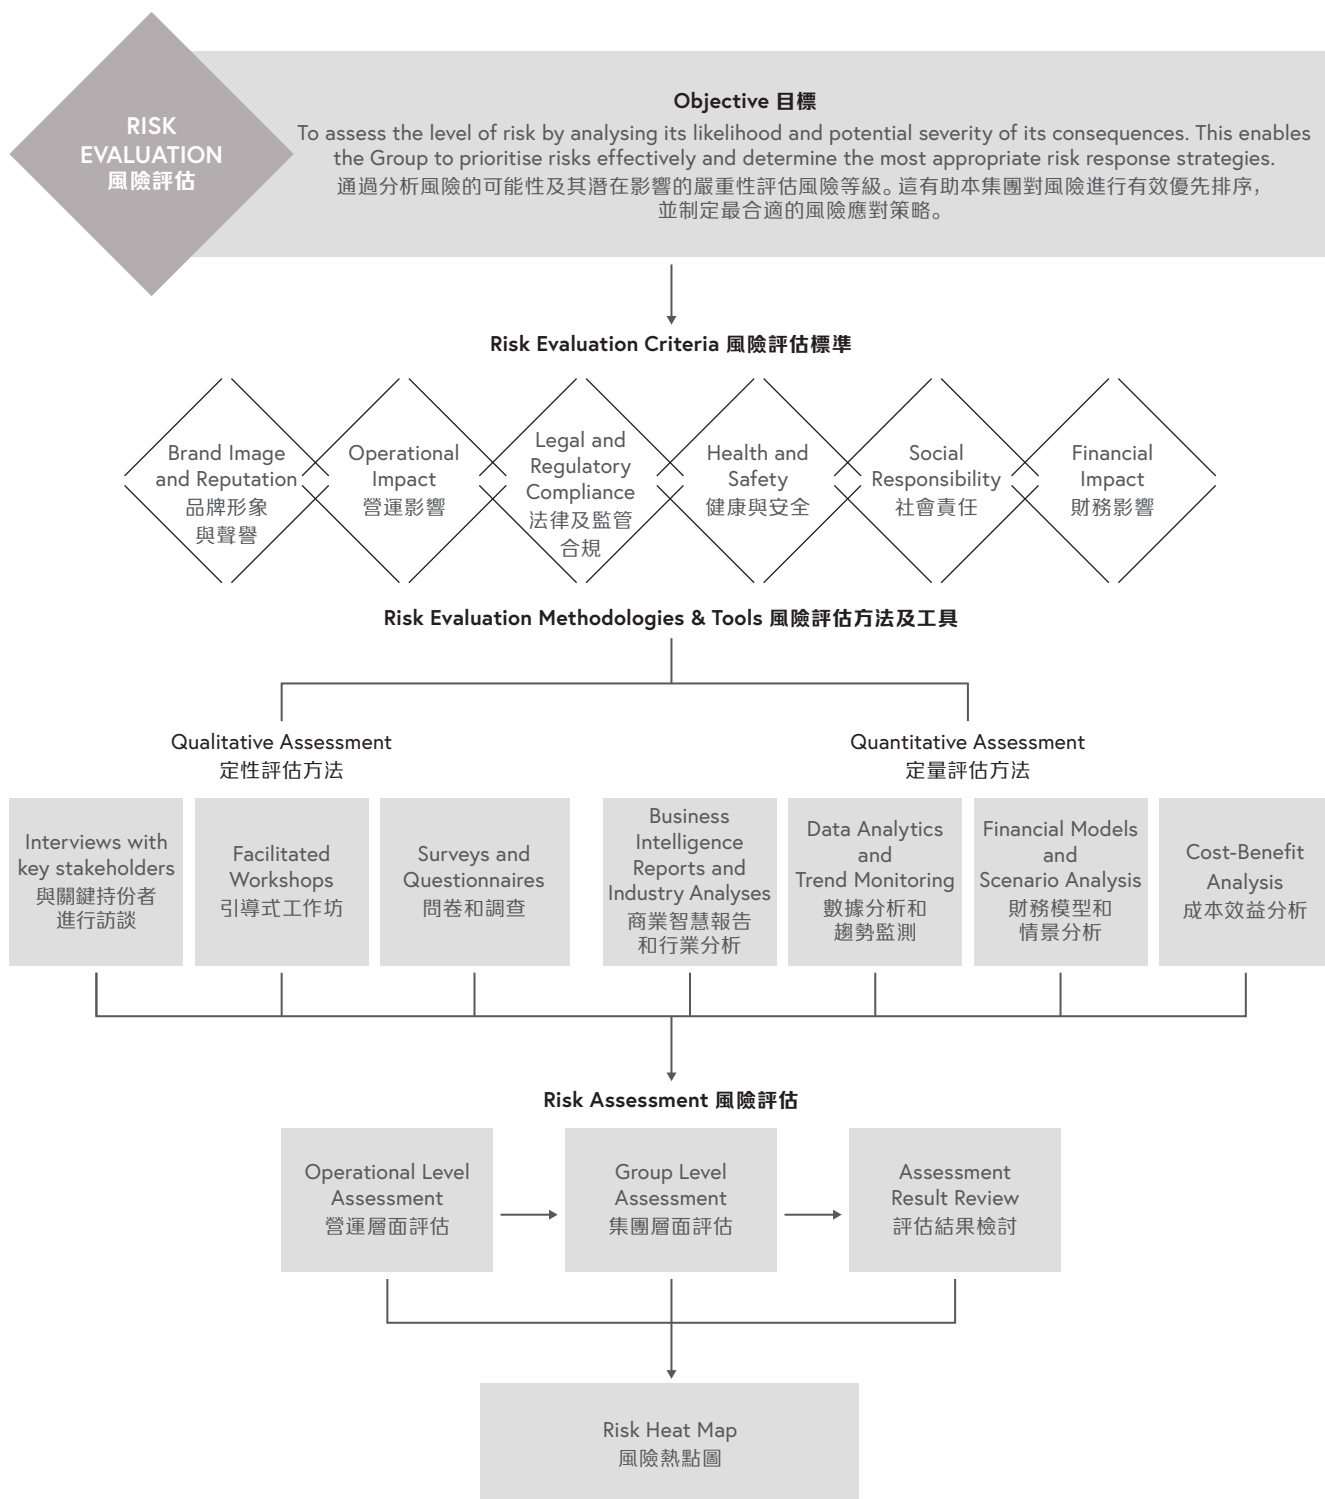 RISK
EVALUATION
風險評估
Objective 目標
To assess the level of risk by analysing its likelihood and potential severity of its consequences. This enables
the Group to prioritise risks effectively and determine the most appropriate risk response strategies.
通過分析風險的可能性及其潛在影響的嚴重性評估風險等級。這有助本集團對風險進行有效優先排序，
並制定最合適的風險應對策略。
Risk Evaluation Criteria 風險評估標準
Brand Image
and Reputation
品牌形象
與聲譽
Operational
Impact
營運影響
Legal and
Regulatory
Compliance
法律及監管
合規
Health and
Safety
健康與安全
Social
Responsibility
社會責任
Financial
Impact
財務影響
Risk Evaluation Methodologies & Tools 風險評估方法及工具
Qualitative Assessment
定性評估方法
Quantitative Assessment
定量評估方法
Interviews with
key stakeholders
與關鍵持份者
進行訪談
Facilitated
Workshops
引導式工作坊
Surveys and
Questionnaires
問卷和調查
Business
Intelligence
Reports and
Industry Analyses
商業智慧報告
和行業分析
Data Analytics
and
Trend Monitoring
數據分析和
趨勢監測
Financial Models
and
Scenario Analysis
財務模型和
情景分析
Cost-Benefit
Analysis
成本效益分析
Risk Assessment 風險評估
Operational Level
Assessment
營運層面評估
Group Level
Assessment
集團層面評估
Assessment
Result Review
評估結果檢討
Risk Heat Map
風險熱點圖